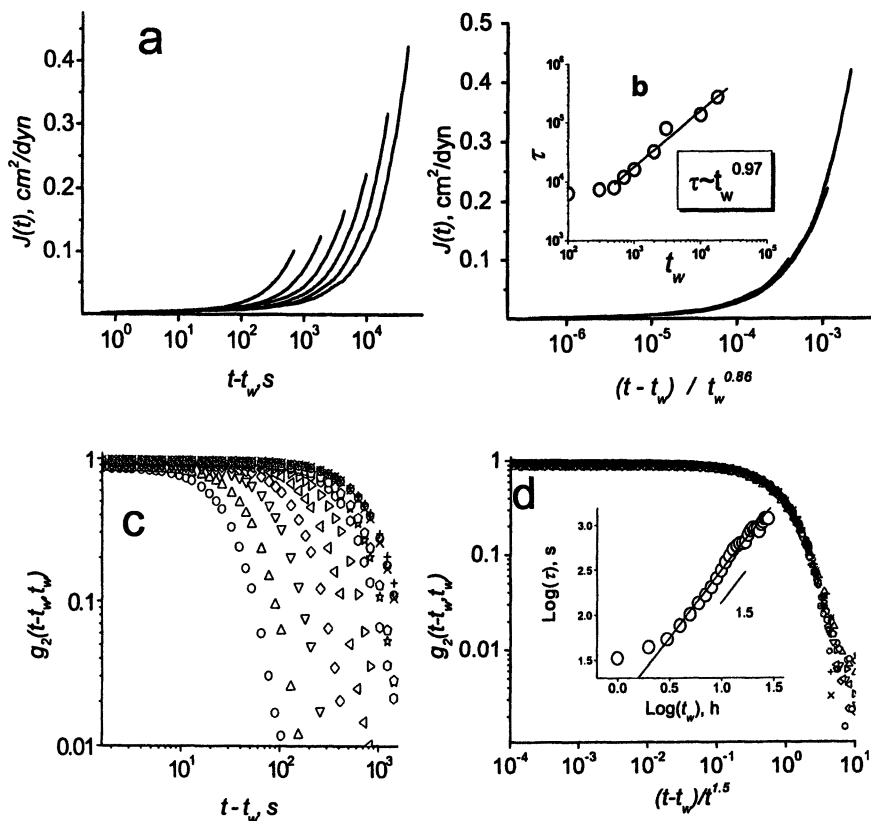 a
0.4
0.3
0.2
0.1
J(t), cm²/dyn
10⁰ 10¹ 10² 10³ 10⁴
t-t_w, s
0.5
0.4
0.3
0.2
0.1
J(t), cm²/dyn
b
10⁶
10⁵
10⁴
10³
τ
τ~t_w^0.97
10² 10³ 10⁴ 10⁵
t_w
10⁻⁶ 10⁻⁵ 10⁻⁴ 10⁻³
(t - t_w) / t_w^0.86
c
1
0.1
0.01
g₂(t-t_w,t_w)
10¹ 10² 10³
t - t_w, s
d
1
0.1
0.01
g₂(t-t_w,t_w)
3.0
2.5
2.0
1.5
Log(τ), s
1.5
0.0 0.5 1.0 1.5
Log(t_w), h
10⁻⁴ 10⁻³ 10⁻² 10⁻¹ 10⁰ 10¹
(t-t_w)/t^1.5